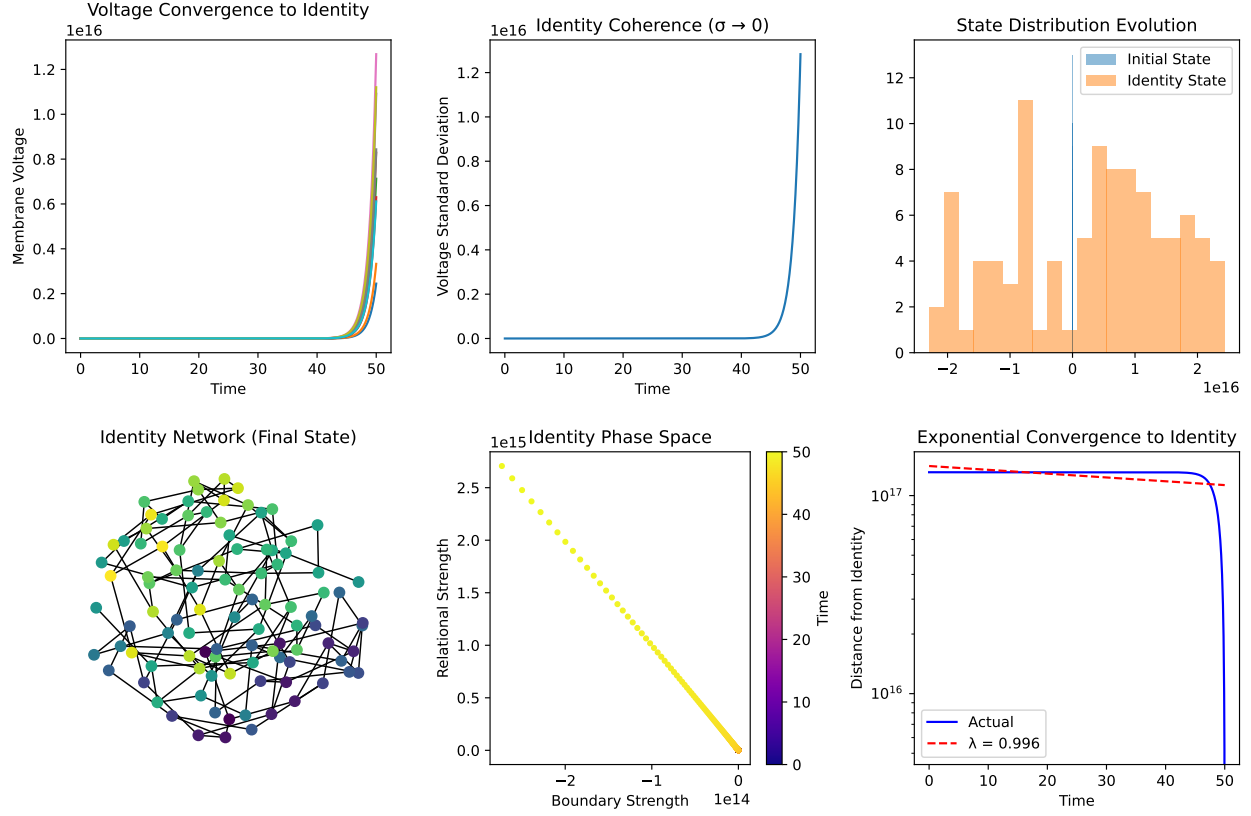 Voltage Convergence to Identity
1e16
1.2
1.0
0.8
0.6
0.4
0.2
0.0
Membrane Voltage
0 10 20 30 40 50
Time
Identity Coherence (σ → 0)
1e16
1.2
1.0
0.8
0.6
0.4
0.2
0.0
Voltage Standard Deviation
0 10 20 30 40 50
Time
State Distribution Evolution
Initial State
Identity State
12
10
8
6
4
2
0
−2 −1 0 1 2
1e16
Identity Network (Final State)
Identity Phase Space
1e15
2.5
2.0
1.5
1.0
0.5
0.0
Relational Strength
−2 −1 0
1e14
Boundary Strength
50
40
30
20
10
0
Time
Exponential Convergence to Identity
10^17
10^16
Distance from Identity
Actual
λ = 0.996
0 10 20 30 40 50
Time